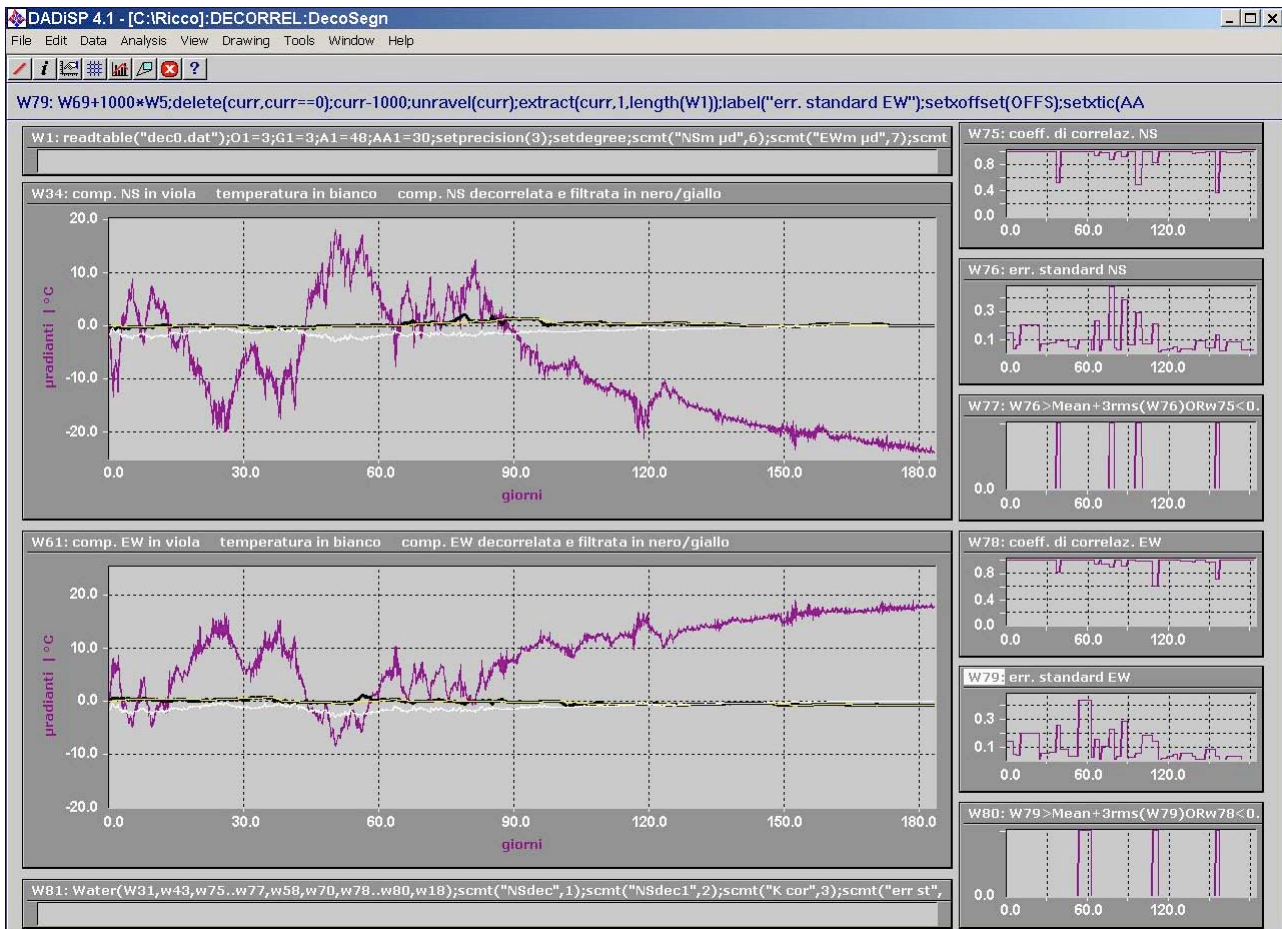 DADiSP 4.1 - [C:\Ricco]:DECORREL:DecoSegn
File Edit Data Analysis View Drawing Tools Window Help
W79: W69+1000*W5;delete(curr,curr==0);curr-1000;unravel(curr);extract(curr,1,length(W1));label("err. standard EW");setxoffset(OFFS);setxtic(AA
W1: readtable("dec0.dat");O1=3;G1=3;A1=48;AA1=30;setprecision(3);setdegree;scmt("NSm µd",6);scmt("EWm µd",7);scmt
W34: comp. NS in viola temperatura in bianco comp. NS decorrelata e filtrata in nero/giallo
20.0
10.0
0.0
-10.0
-20.0
µradianti | °C
0.0 30.0 60.0 90.0 120.0 150.0 180.0
giorni
W61: comp. EW in viola temperatura in bianco comp. EW decorrelata e filtrata in nero/giallo
20.0
10.0
0.0
-10.0
-20.0
µradianti | °C
0.0 30.0 60.0 90.0 120.0 150.0 180.0
giorni
W81: Water(W31,w43,w75..w77,w58,w70,w78..w80,w18);scmt("NSdec",1);scmt("NSdec1",2);scmt("K cor",3);scmt("err st",
W75: coeff. di correlaz. NS
0.8
0.4
0.0
0.0 60.0 120.0
W76: err. standard NS
0.3
0.1
0.0 60.0 120.0
W77: W76>Mean+3rms(W76)ORw75<0.
0.0
0.0 60.0 120.0
W78: coeff. di correlaz. EW
0.8
0.4
0.0
0.0 60.0 120.0
W79: err. standard EW
0.3
0.1
0.0 60.0 120.0
W80: W79>Mean+3rms(W79)ORw78<0.
0.0
0.0 60.0 120.0